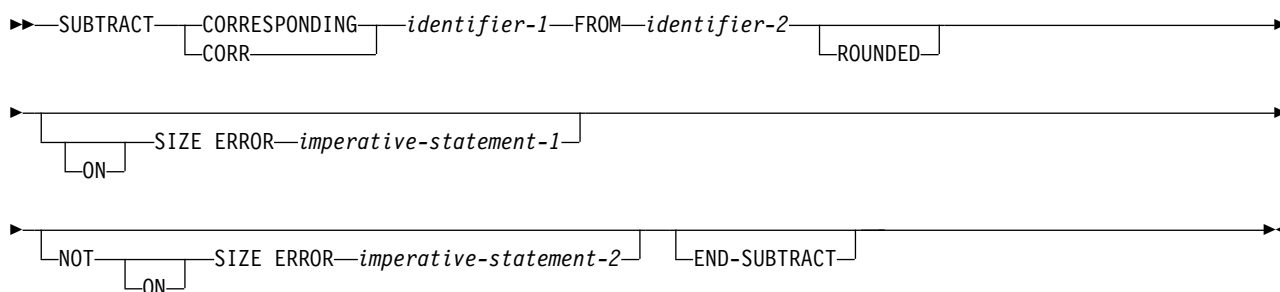 SUBTRACT CORRESPONDING identifier-1 FROM identifier-2
CORR ROUNDED
SIZE ERROR imperative-statement-1
ON
NOT SIZE ERROR imperative-statement-2 END-SUBTRACT
ON